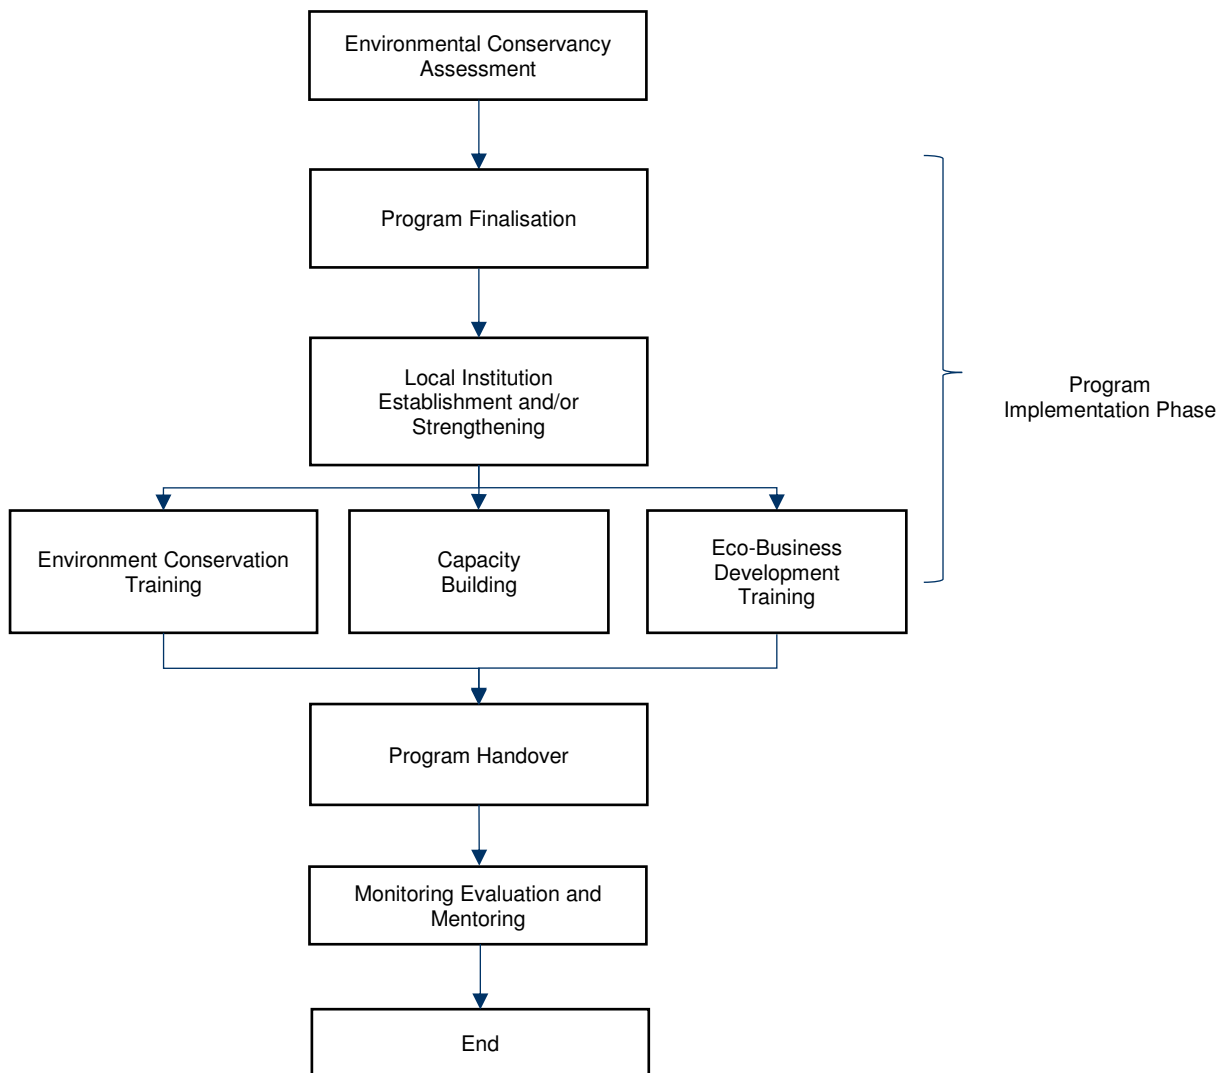 Environmental Conservancy
Assessment
Program Finalisation
Local Institution
Establishment and/or
Strengthening
Program
Implementation Phase
Environment Conservation
Training
Capacity
Building
Eco-Business
Development
Training
Program Handover
Monitoring Evaluation and
Mentoring
End